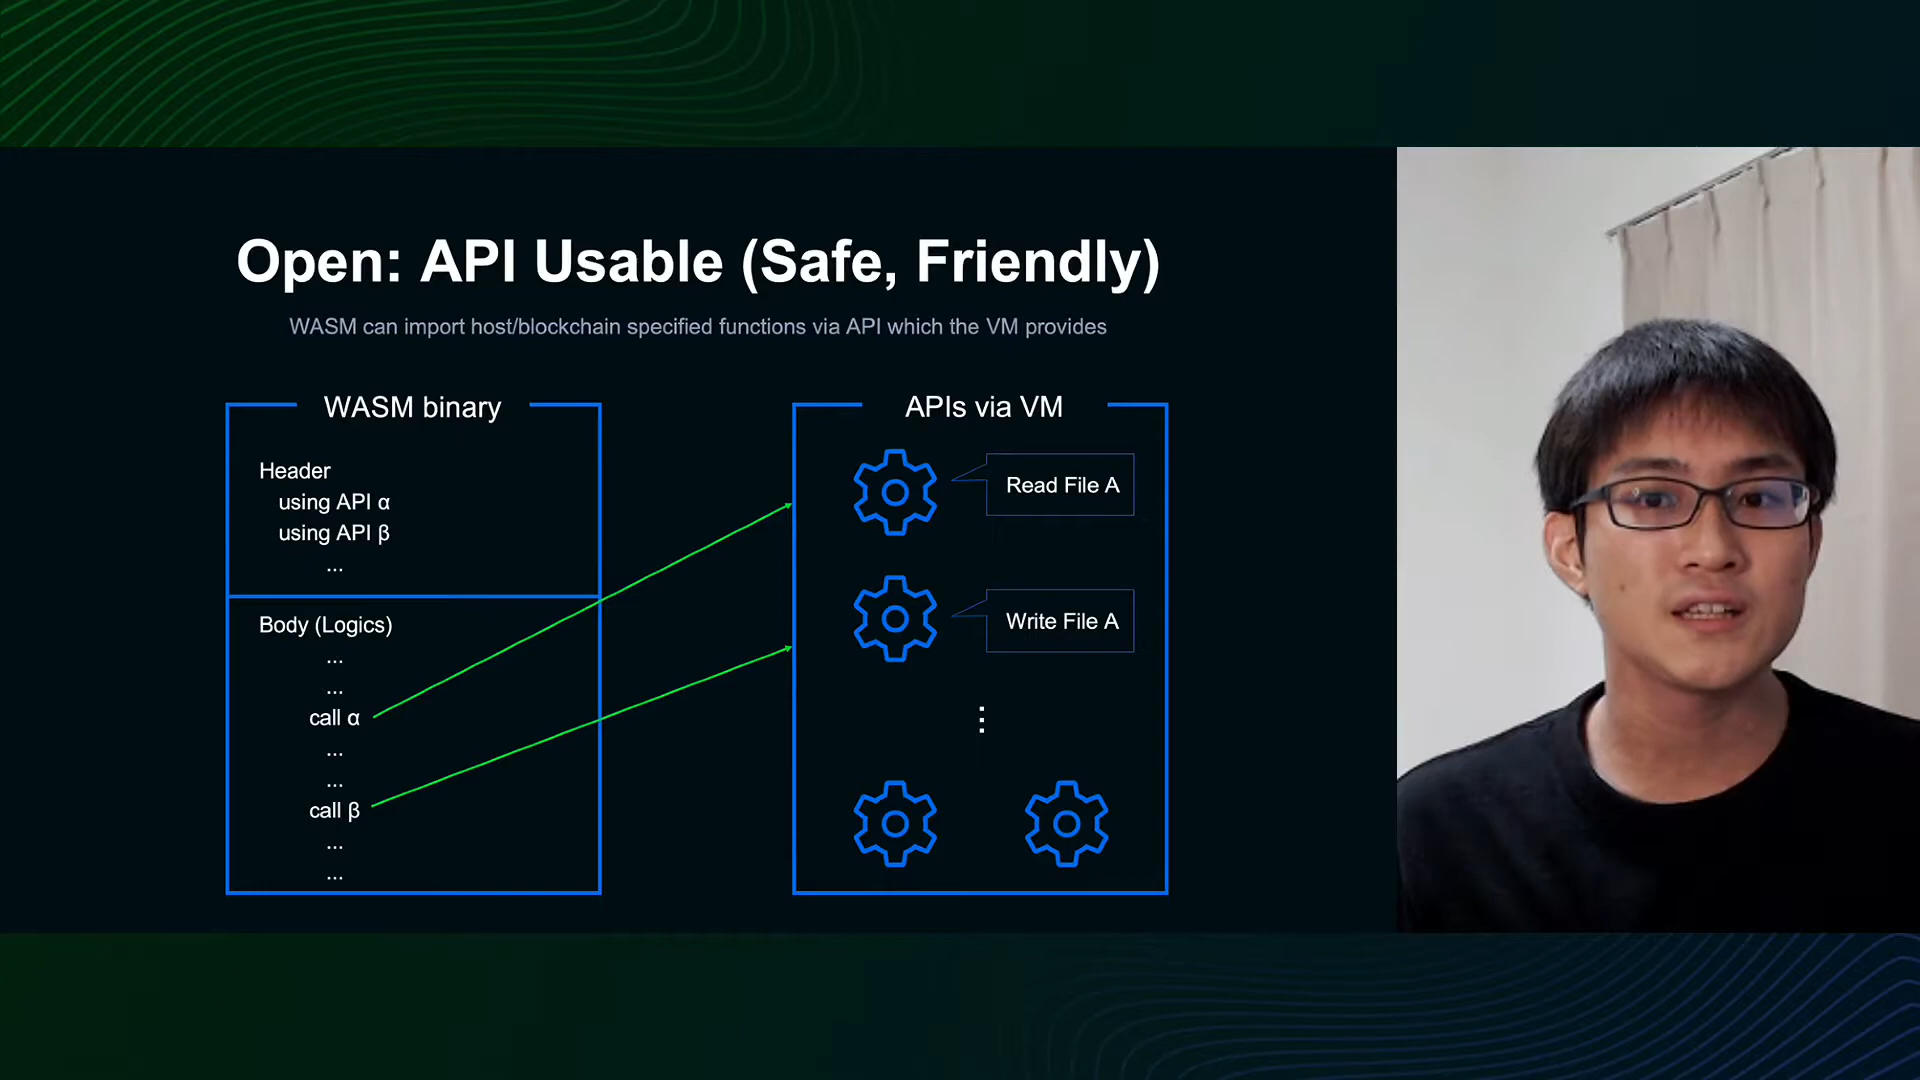 Open: API Usable (Safe, Friendly)
WASM can import host/blockchain specified functions via API which the VM provides
WASM binary
Header
using API α
using API β
...
Body (Logics)
...
...
call α
...
...
call β
...
...
APIs via VM
Read File A
Write File A
⋮